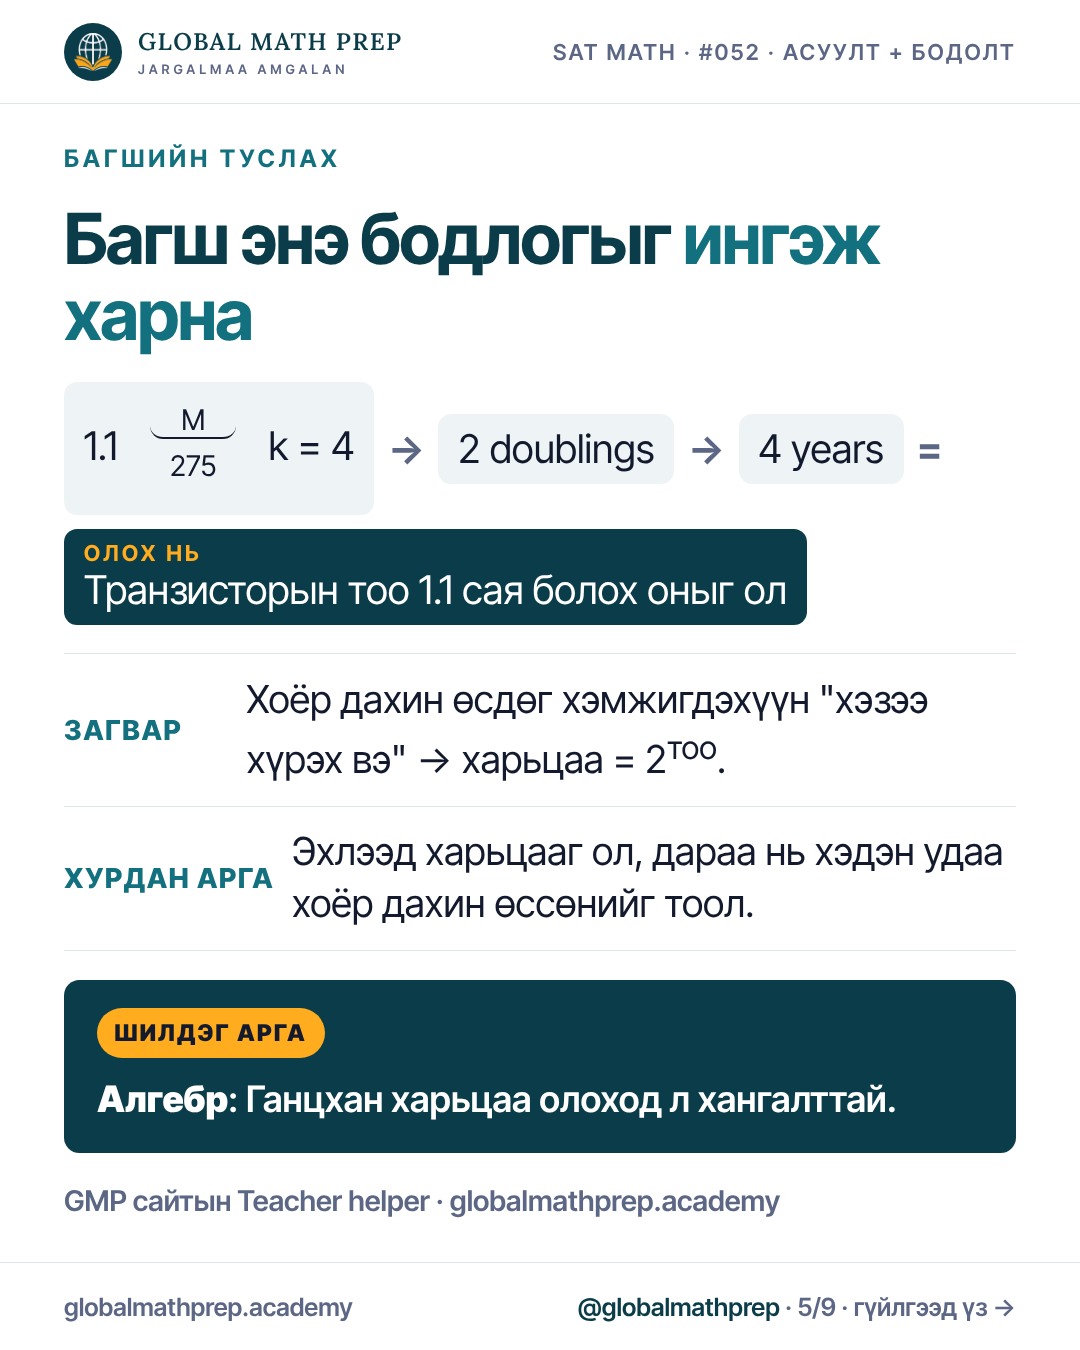 GLOBAL MATH PREP
JARGALMAA AMGALAN
SAT MATH · #052 · АСУУЛТ + БОДОЛТ
БАГШИЙН ТУСЛАХ
Багш энэ бодлогыг ингэж
харна
1.1 M/275 k = 4 → 2 doublings → 4 years =
ОЛОХ НЬ
Транзисторын тоо 1.1 сая болох оныг ол
ЗАГВАР
Хоёр дахин өсдөг хэмжигдэхүүн "хэзээ
хүрэх вэ" → харьцаа = 2ᵀᴼᴼ.
ХУРДАН АРГА
Эхлээд харьцааг ол, дараа нь хэдэн удаа
хоёр дахин өссөнийг тоол.
ШИЛДЭГ АРГА
Алгебр: Ганцхан харьцаа олоход л хангалттай.
GMP сайтын Teacher helper · globalmathprep.academy
globalmathprep.academy
@globalmathprep · 5/9 · гүйлгээд үз →